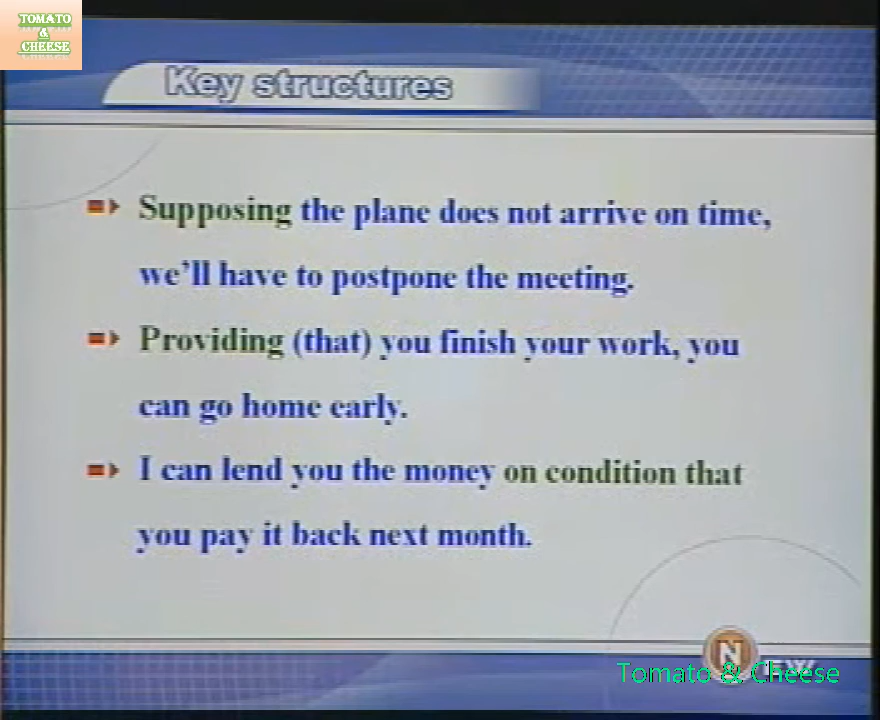 TOMATO
&
CHEESE
Key structures
Supposing the plane does not arrive on time,
we'll have to postpone the meeting.
Providing (that) you finish your work, you
can go home early.
I can lend you the money on condition that
you pay it back next month.
N
Tomato & Cheese